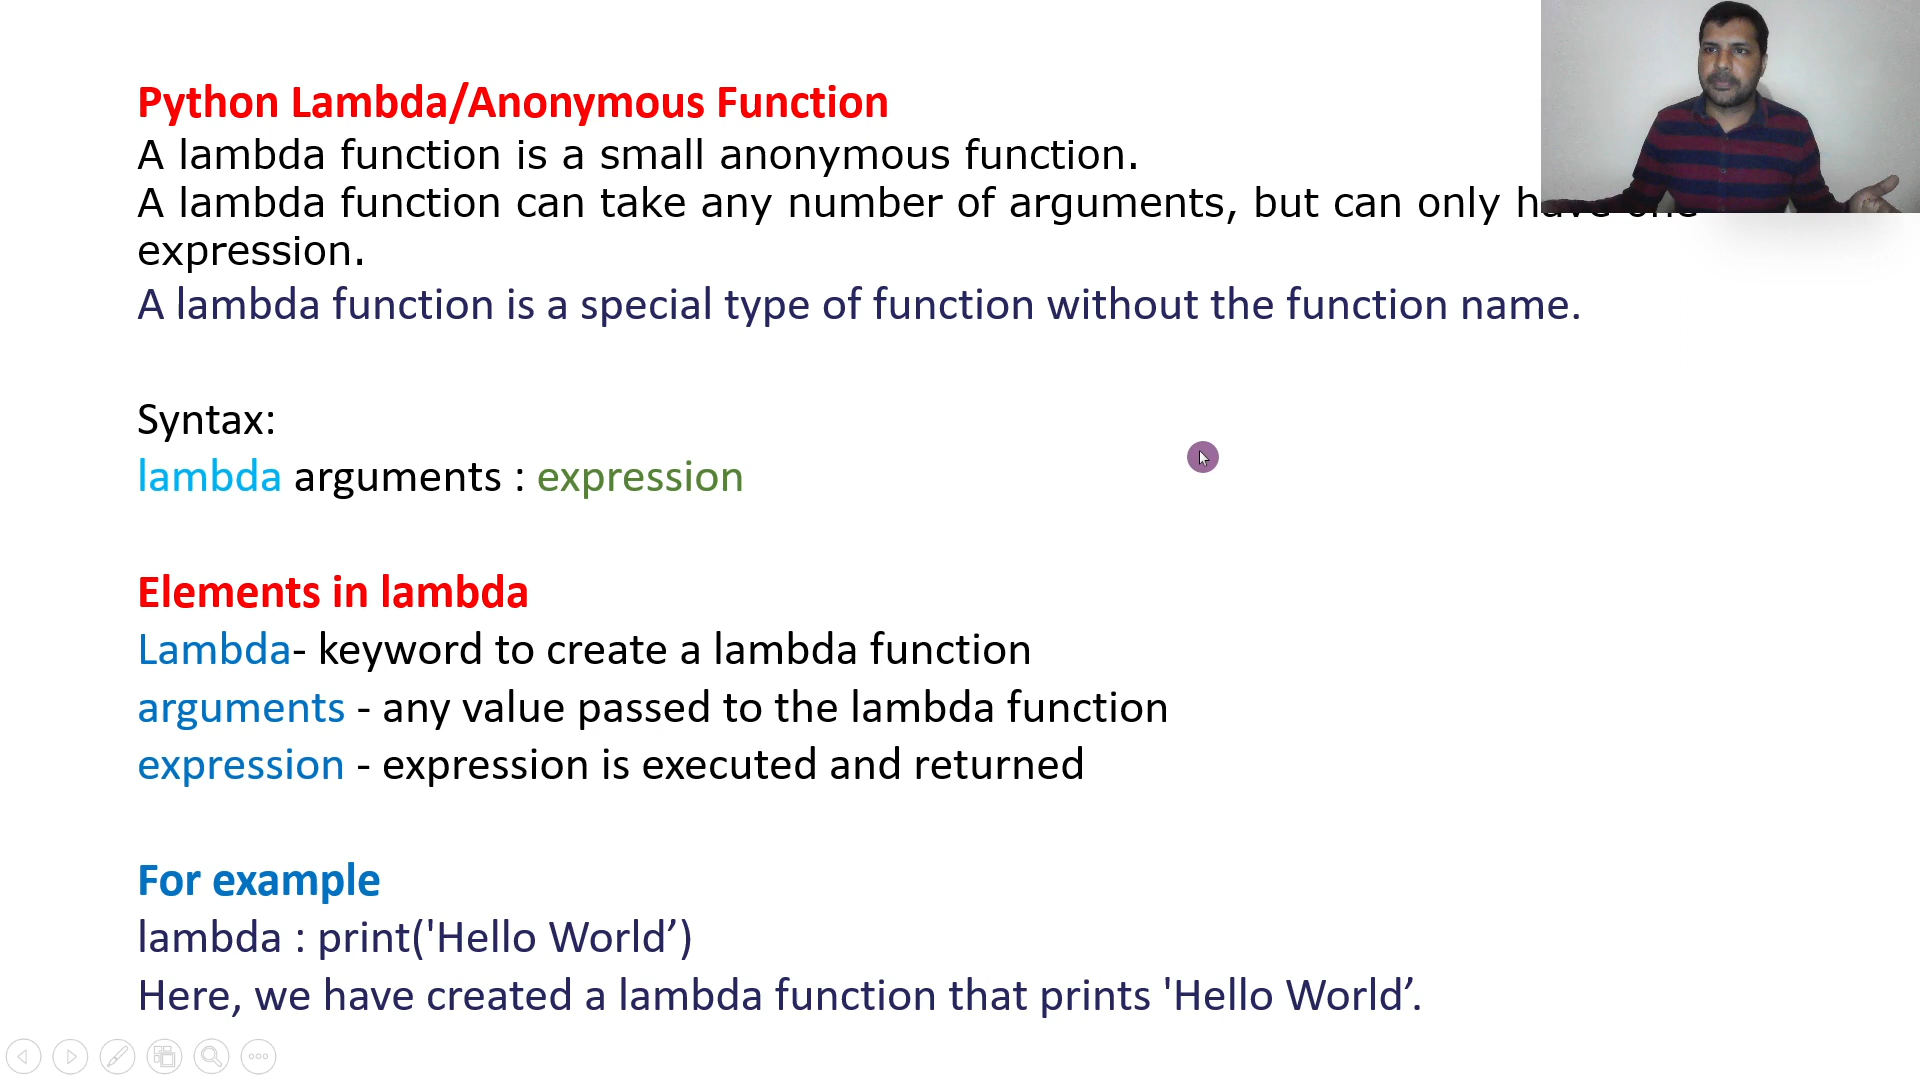 Python Lambda/Anonymous Function
A lambda function is a small anonymous function.
A lambda function can take any number of arguments, but can only have one
expression.
A lambda function is a special type of function without the function name.
Syntax:
lambda arguments : expression
Elements in lambda
Lambda- keyword to create a lambda function
arguments - any value passed to the lambda function
expression - expression is executed and returned
For example
lambda : print('Hello World’)
Here, we have created a lambda function that prints 'Hello World’.